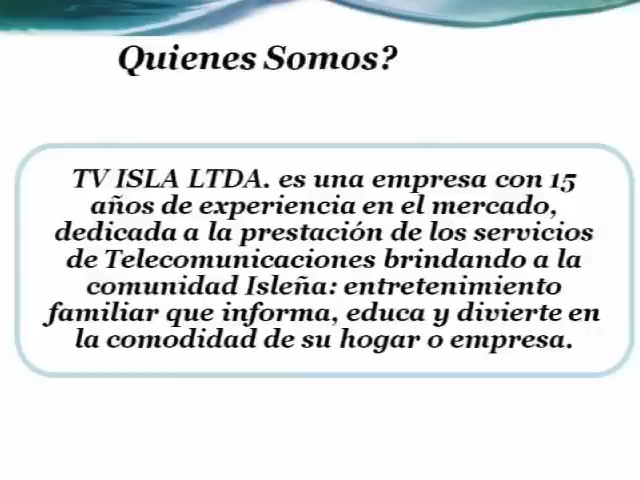 Quienes Somos?
TV ISLA LTDA. es una empresa con 15
años de experiencia en el mercado,
dedicada a la prestación de los servicios
de Telecomunicaciones brindando a la
comunidad Isleña: entretenimiento
familiar que informa, educa y divierte en
la comodidad de su hogar o empresa.